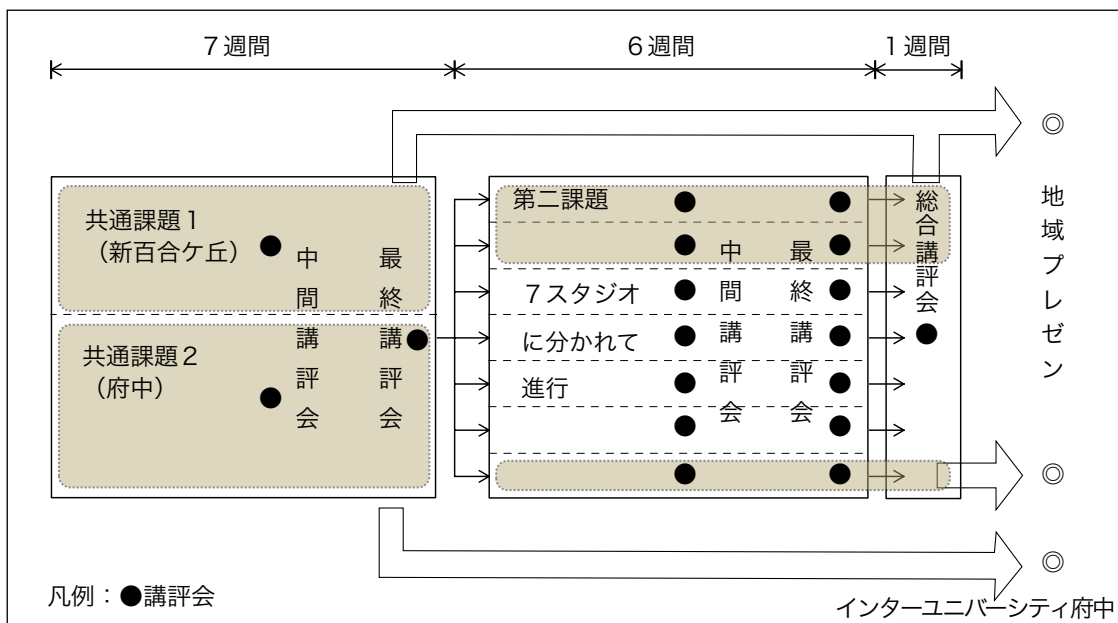 ７週間
６週間
１週間
共通課題１
（新百合ケ丘）
中間講評会
最終講評会
共通課題２
（府中）
第二課題
７スタジオ
に分かれて
進行
中間講評会
最終講評会
総合講評会
◎
地域プレゼン
◎
◎
凡例：●講評会
インターユニバーシティ府中